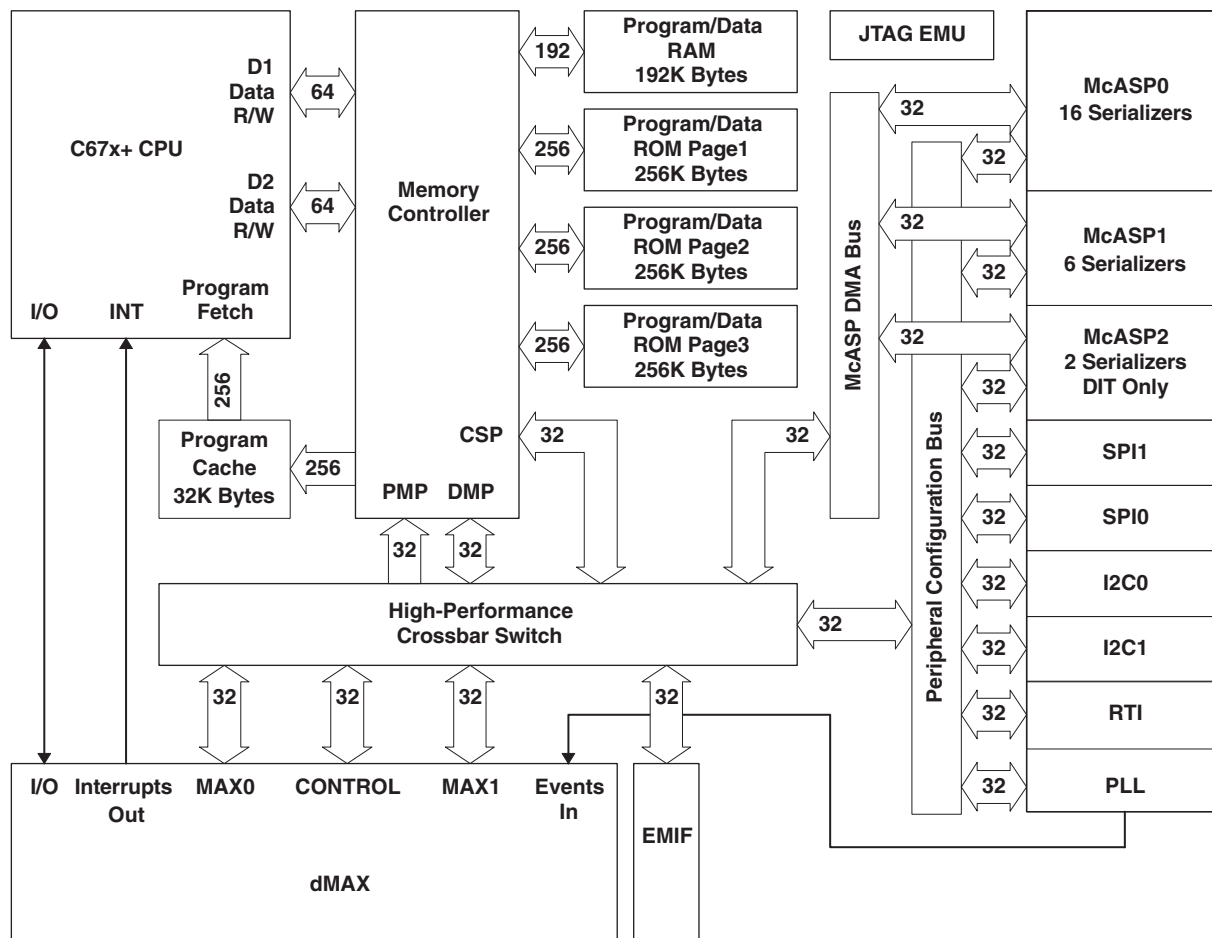 C67x+ CPU
D1
Data
R/W
D2
Data
R/W
I/O
INT
Program
Fetch
64
64
256
Program
Cache
32K Bytes
256
Memory
Controller
CSP
PMP
DMP
192
Program/Data
RAM
192K Bytes
256
Program/Data
ROM Page1
256K Bytes
256
Program/Data
ROM Page2
256K Bytes
256
Program/Data
ROM Page3
256K Bytes
32
32
32
High-Performance
Crossbar Switch
32
32
32
32
32
32
I/O
Interrupts
Out
MAX0
CONTROL
MAX1
Events
In
dMAX
EMIF
JTAG EMU
McASP DMA Bus
Peripheral Configuration Bus
32
32
McASP0
16 Serializers
32
32
McASP1
6 Serializers
32
32
McASP2
2 Serializers
DIT Only
32
SPI1
32
SPI0
32
I2C0
32
I2C1
32
RTI
32
PLL